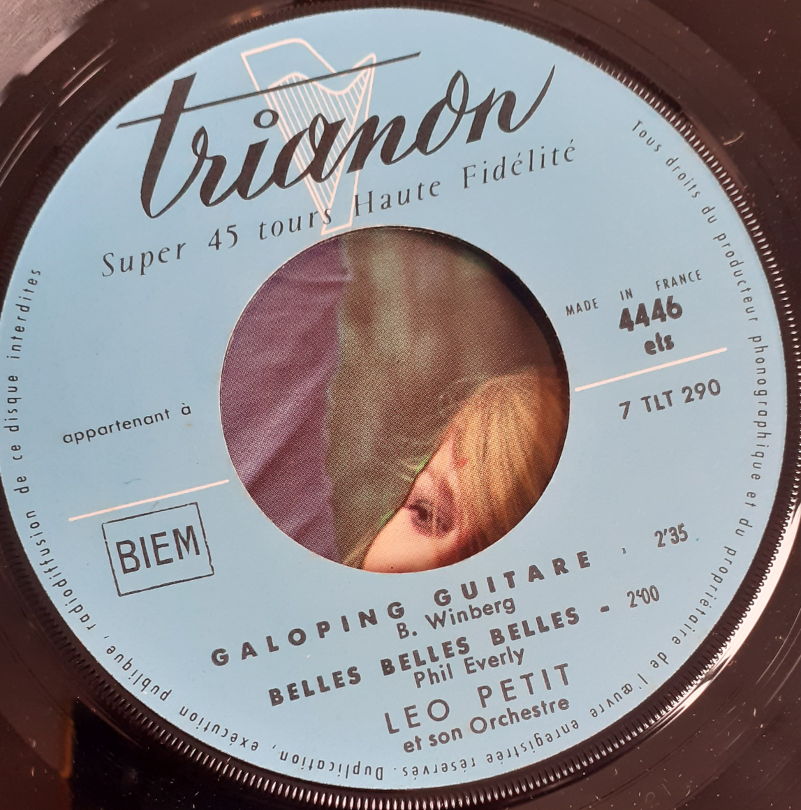 trianon
Super 45 tours Haute Fidélité
MADE IN FRANCE
4446
ets
7 TLT 290
appartenant à
BIEM
GALOPING GUITARE - 2'35
B. Winberg
BELLES BELLES BELLES - 2'00
Phil Everly
LEO PETIT
et son Orchestre
Tous droits du producteur phonographique et du propriétaire de l'œuvre enregistrée réservés. Duplication, exécution publique, radiodiffusion de ce disque interdites